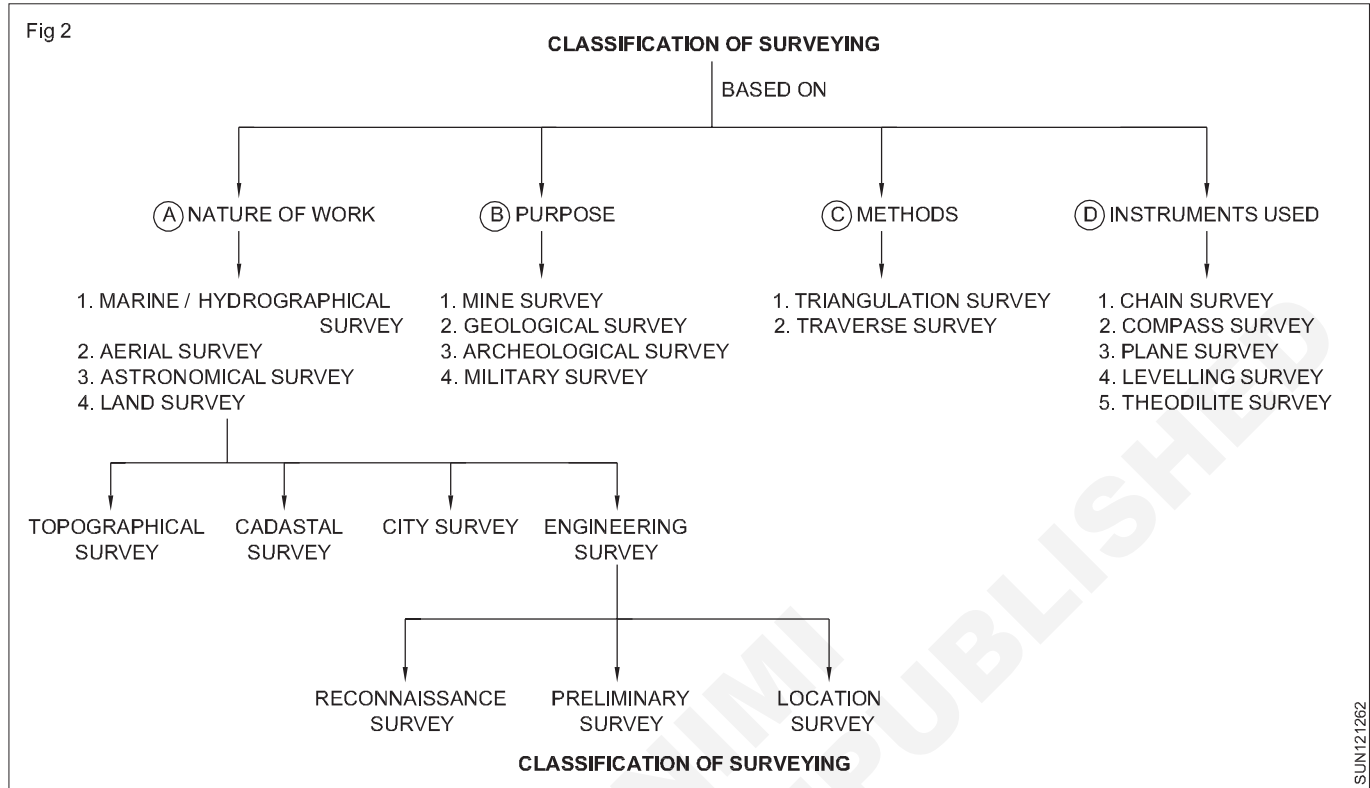 Fig 2
CLASSIFICATION OF SURVEYING
BASED ON
A NATURE OF WORK
B PURPOSE
C METHODS
D INSTRUMENTS USED
1. MARINE / HYDROGRAPHICAL
SURVEY
2. AERIAL SURVEY
3. ASTRONOMICAL SURVEY
4. LAND SURVEY
1. MINE SURVEY
2. GEOLOGICAL SURVEY
3. ARCHEOLOGICAL SURVEY
4. MILITARY SURVEY
1. TRIANGULATION SURVEY
2. TRAVERSE SURVEY
1. CHAIN SURVEY
2. COMPASS SURVEY
3. PLANE SURVEY
4. LEVELLING SURVEY
5. THEODILITE SURVEY
TOPOGRAPHICAL
SURVEY
CADASTAL
SURVEY
CITY SURVEY
ENGINEERING
SURVEY
RECONNAISSANCE
SURVEY
PRELIMINARY
SURVEY
LOCATION
SURVEY
CLASSIFICATION OF SURVEYING
SUN121262
NIMI
PUBLISHED